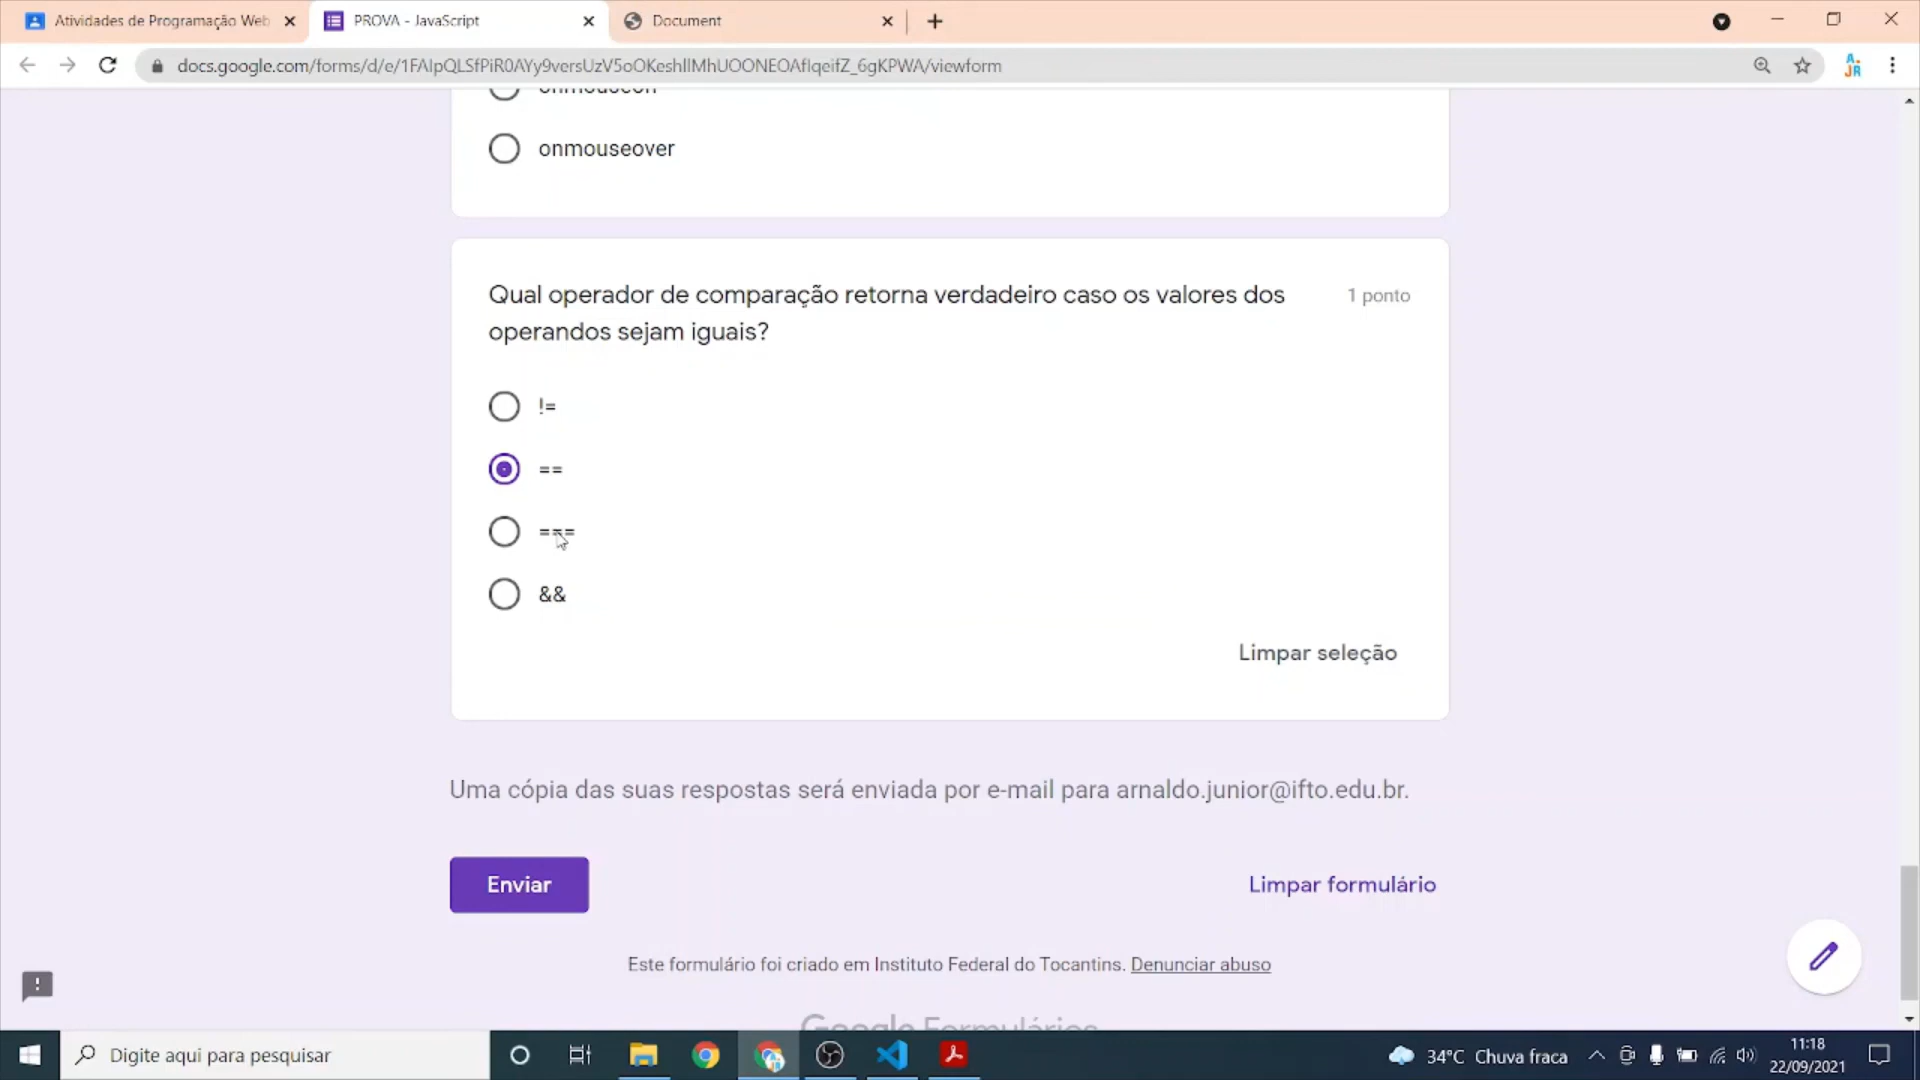 Atividades de Programação Web
PROVA - JavaScript
Document
docs.google.com/forms/d/e/1FAIpQLSfPiR0AYy9versUzV5oOKeshIIMhUOONEOAfIqeifZ_6gKPWA/viewform
onmouseover
Qual operador de comparação retorna verdadeiro caso os valores dos
operandos sejam iguais?
1 ponto
!=
==
===
&&
Limpar seleção
Uma cópia das suas respostas será enviada por e-mail para arnaldo.junior@ifto.edu.br.
Enviar
Limpar formulário
Este formulário foi criado em Instituto Federal do Tocantins. Denunciar abuso
Google Formulários
Digite aqui para pesquisar
34°C Chuva fraca
11:18
22/09/2021